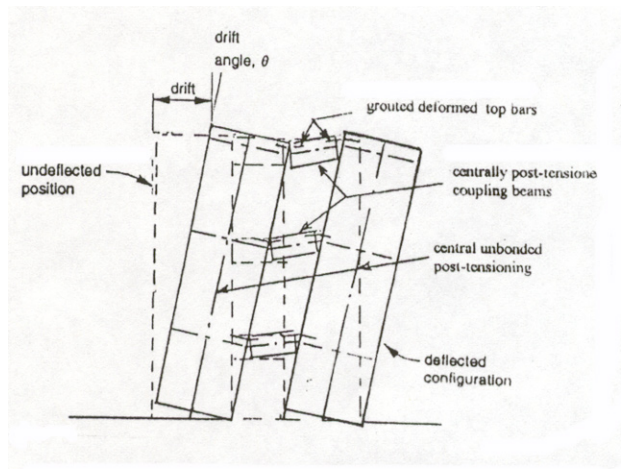 drift
angle, θ
drift
grouted deformed top bars
undeflected
position
centrally post-tensione
coupling beams
central unbonded
post-tensioning
deflected
configuration